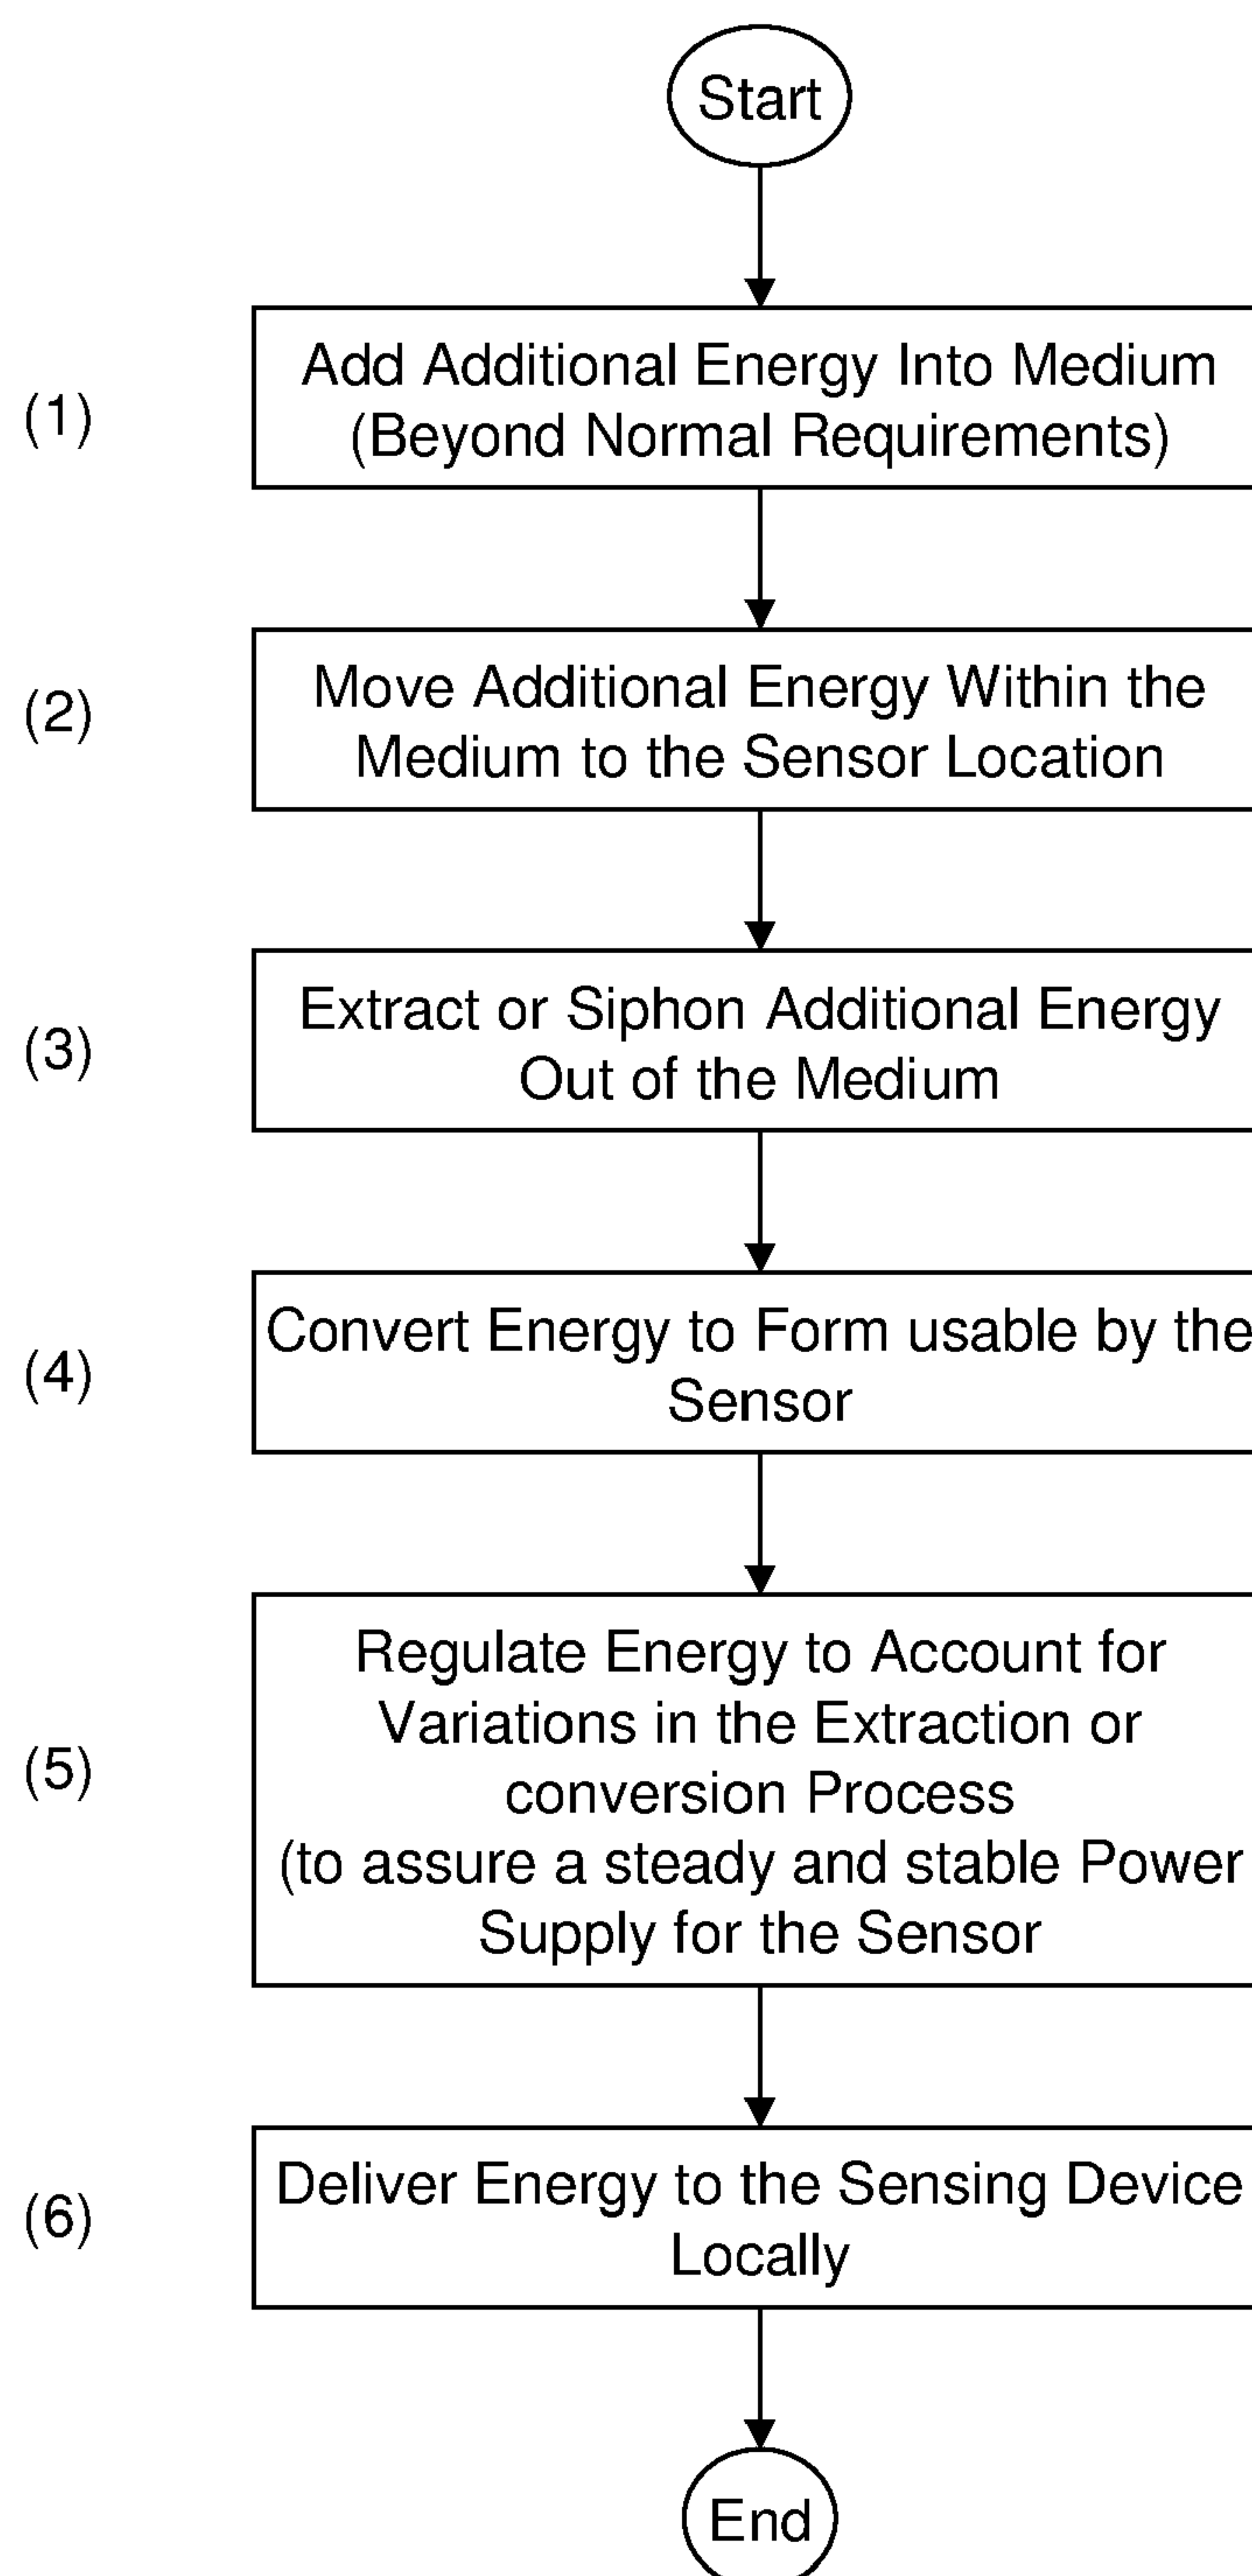 Start
(1)
Add Additional Energy Into Medium
(Beyond Normal Requirements)
(2)
Move Additional Energy Within the
Medium to the Sensor Location
(3)
Extract or Siphon Additional Energy
Out of the Medium
(4)
Convert Energy to Form usable by the
Sensor
(5)
Regulate Energy to Account for
Variations in the Extraction or
conversion Process
(to assure a steady and stable Power
Supply for the Sensor
(6)
Deliver Energy to the Sensing Device
Locally
End